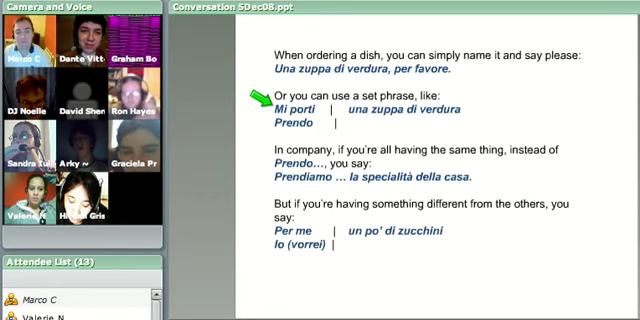 Camera and Voice
Conversation 5Dec08.ppt
Marco C
Dante Vitt
Graham Bo
DJ Noelle
David Shen
Ron Hayes
Sandra Iul
Arky ~
Graciela Pr
Valerie N
Gris
Attendee List (13)
Marco C
Valerie N
When ordering a dish, you can simply name it and say please:
Una zuppa di verdura, per favore.
Or you can use a set phrase, like:
Mi porti | una zuppa di verdura
Prendo |
In company, if you're all having the same thing, instead of
Prendo…, you say:
Prendiamo … la specialità della casa.
But if you're having something different from the others, you
say:
Per me | un po' di zucchini
Io (vorrei) |